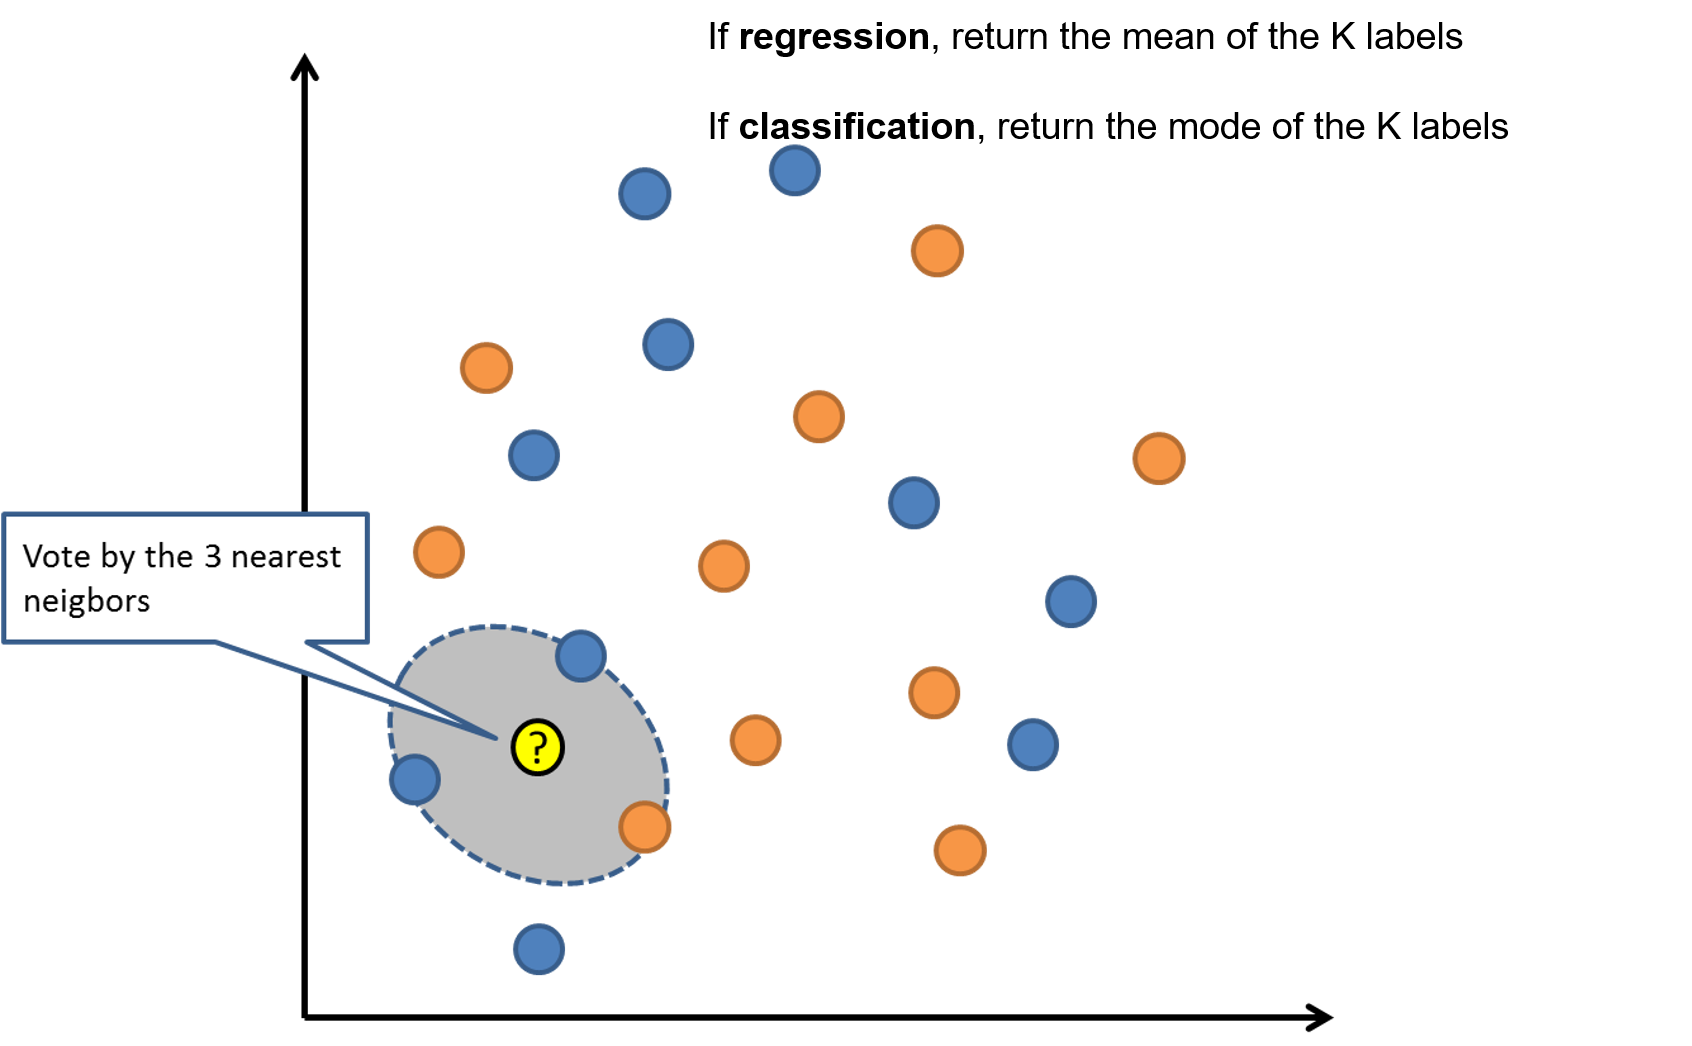 If regression, return the mean of the K labels
If classification, return the mode of the K labels
Vote by the 3 nearest
neigbors
?